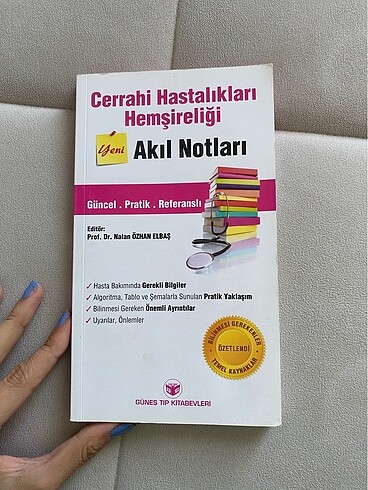 Cerrahi Hastalıkları
Hemşireliği
Yeni
Akıl Notları
Güncel . Pratik . Referanslı
Editör:
Prof. Dr. Nalan ÖZHAN ELBAŞ
✓ Hasta Bakımında Gerekli Bilgiler
✓ Algoritma, Tablo ve Şemalarla Sunulan Pratik Yaklaşım
✓ Bilinmesi Gereken Önemli Ayrıntılar
✓ Uyarılar, Önlemler
BİLİNMESİ GEREKENLER
ÖZETLENDİ
TEMEL KAYNAKLAR
GÜNEŞ TIP KİTABEVLERİ